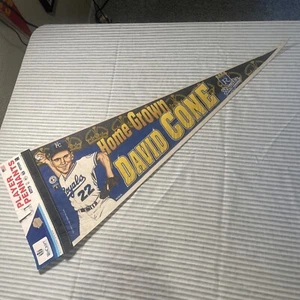 Home Grown
DAVID CONE
Royals
22
PLAYER
PENNANTS